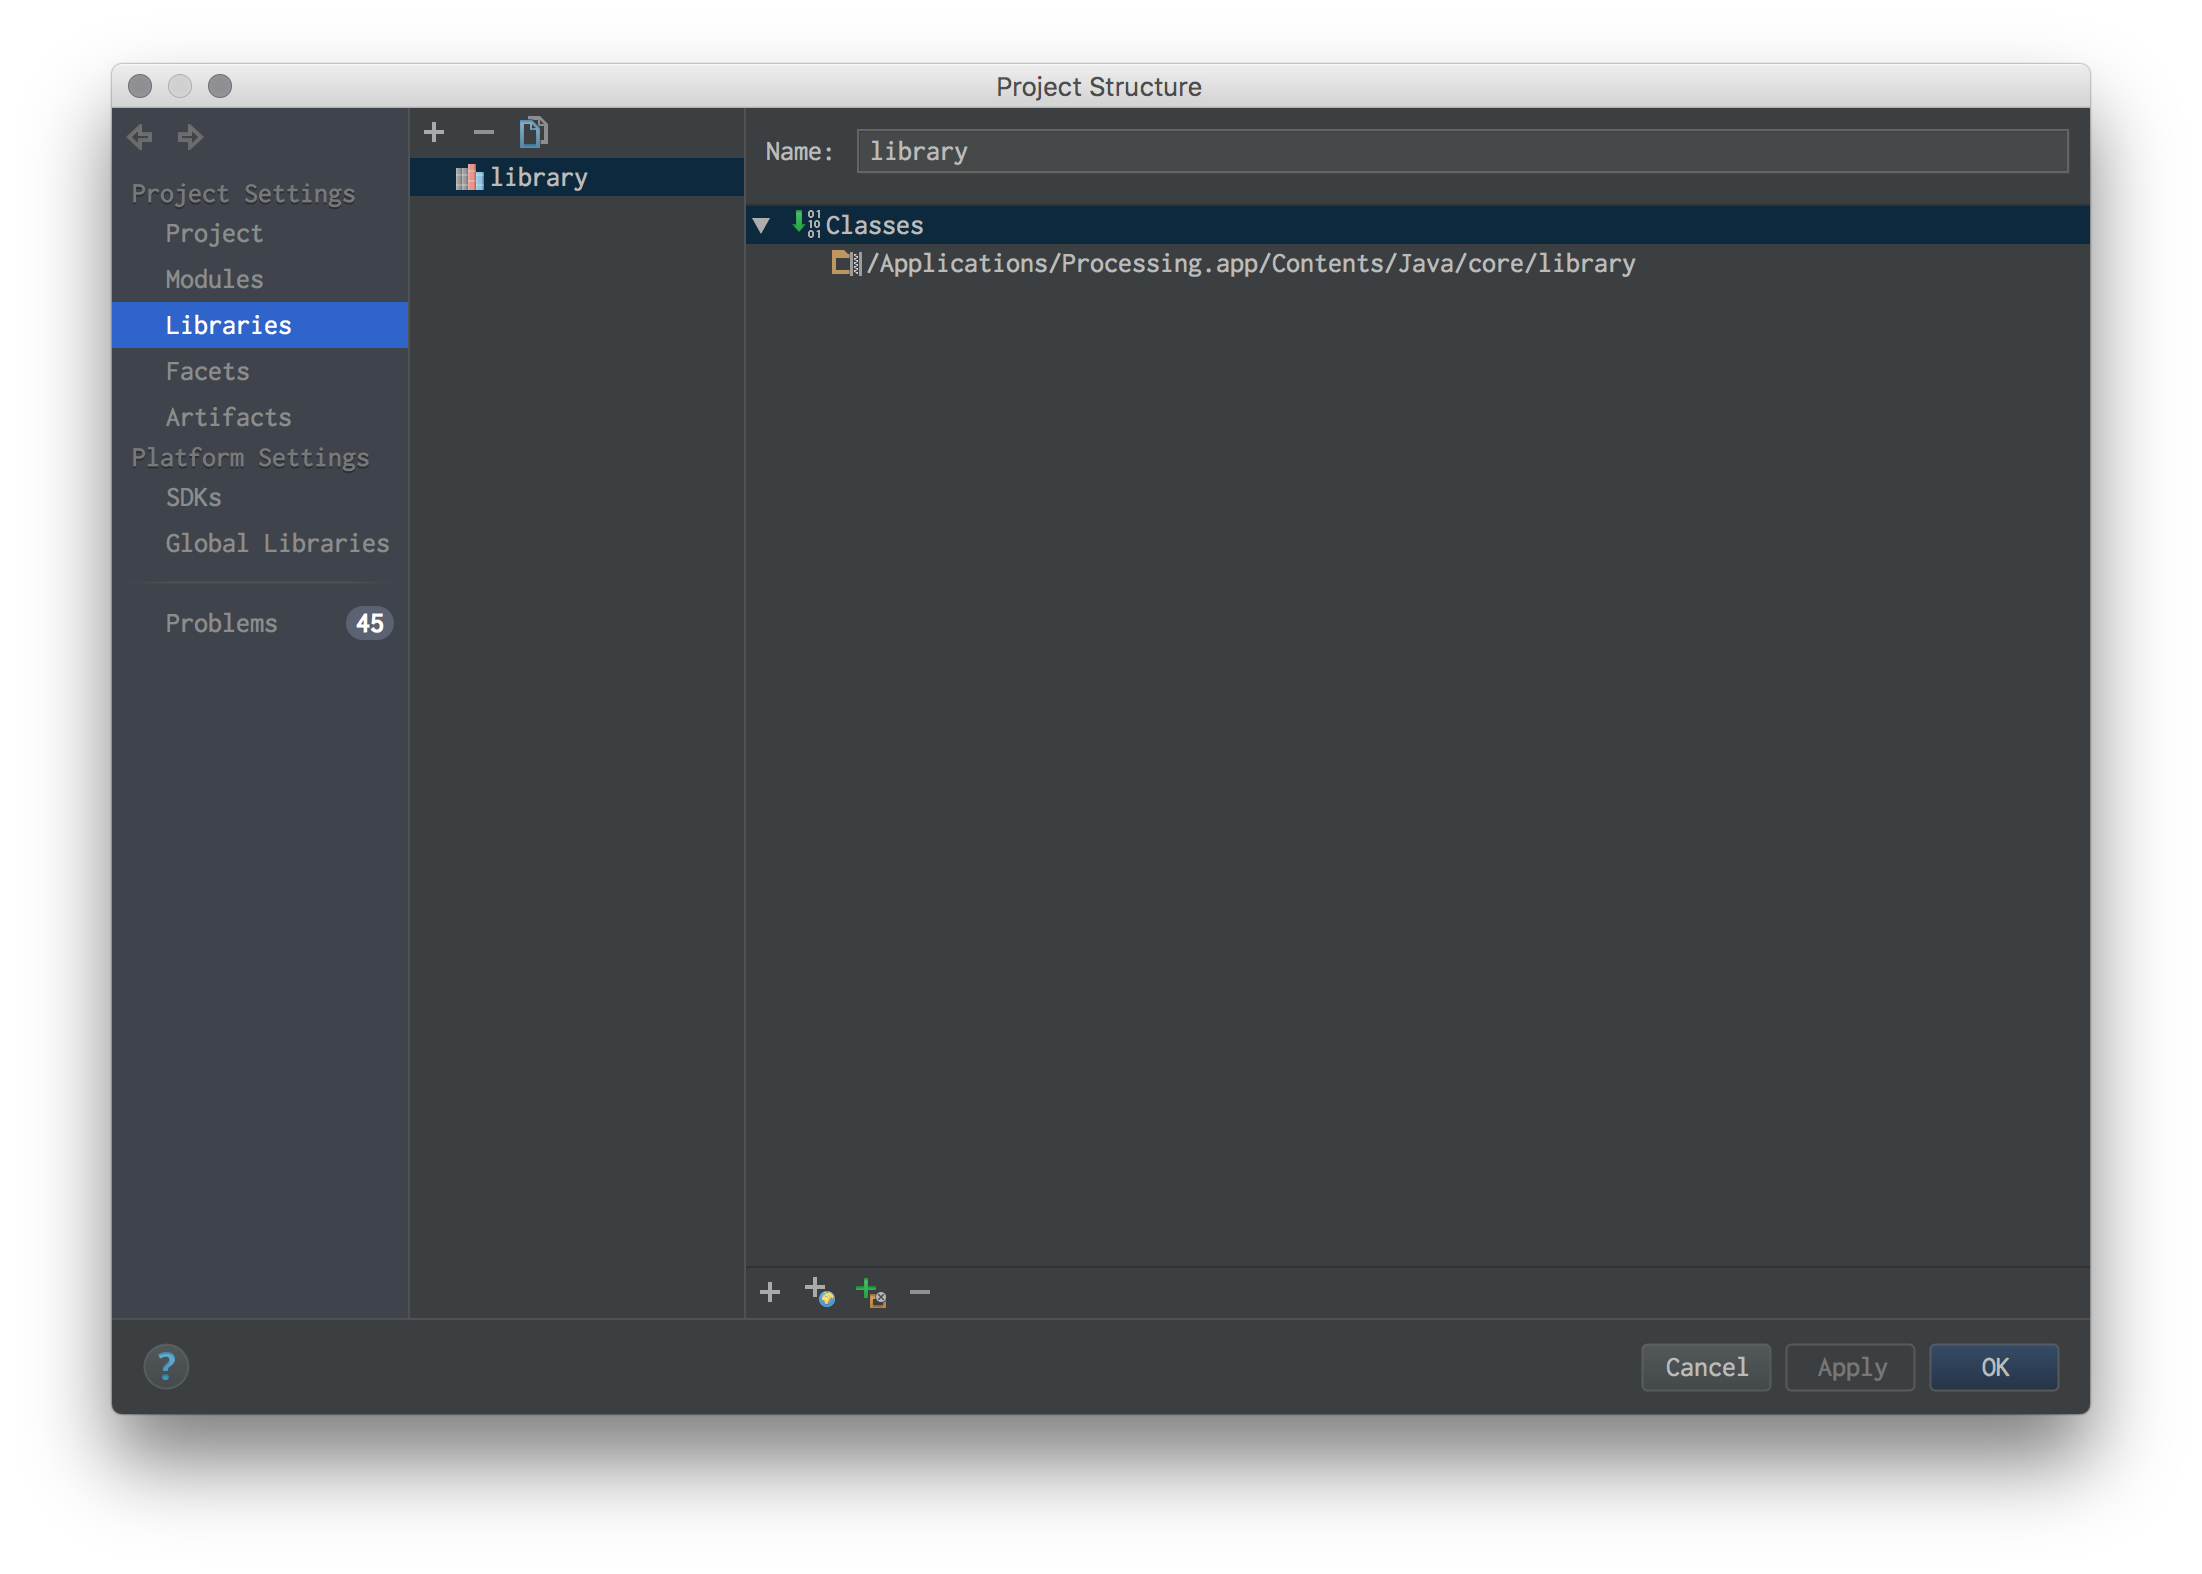 Project Structure
Project Settings
Project
Modules
Libraries
Facets
Artifacts
Platform Settings
SDKs
Global Libraries
Problems 45
library
Name: library
Classes
/Applications/Processing.app/Contents/Java/core/library
?
Cancel Apply OK